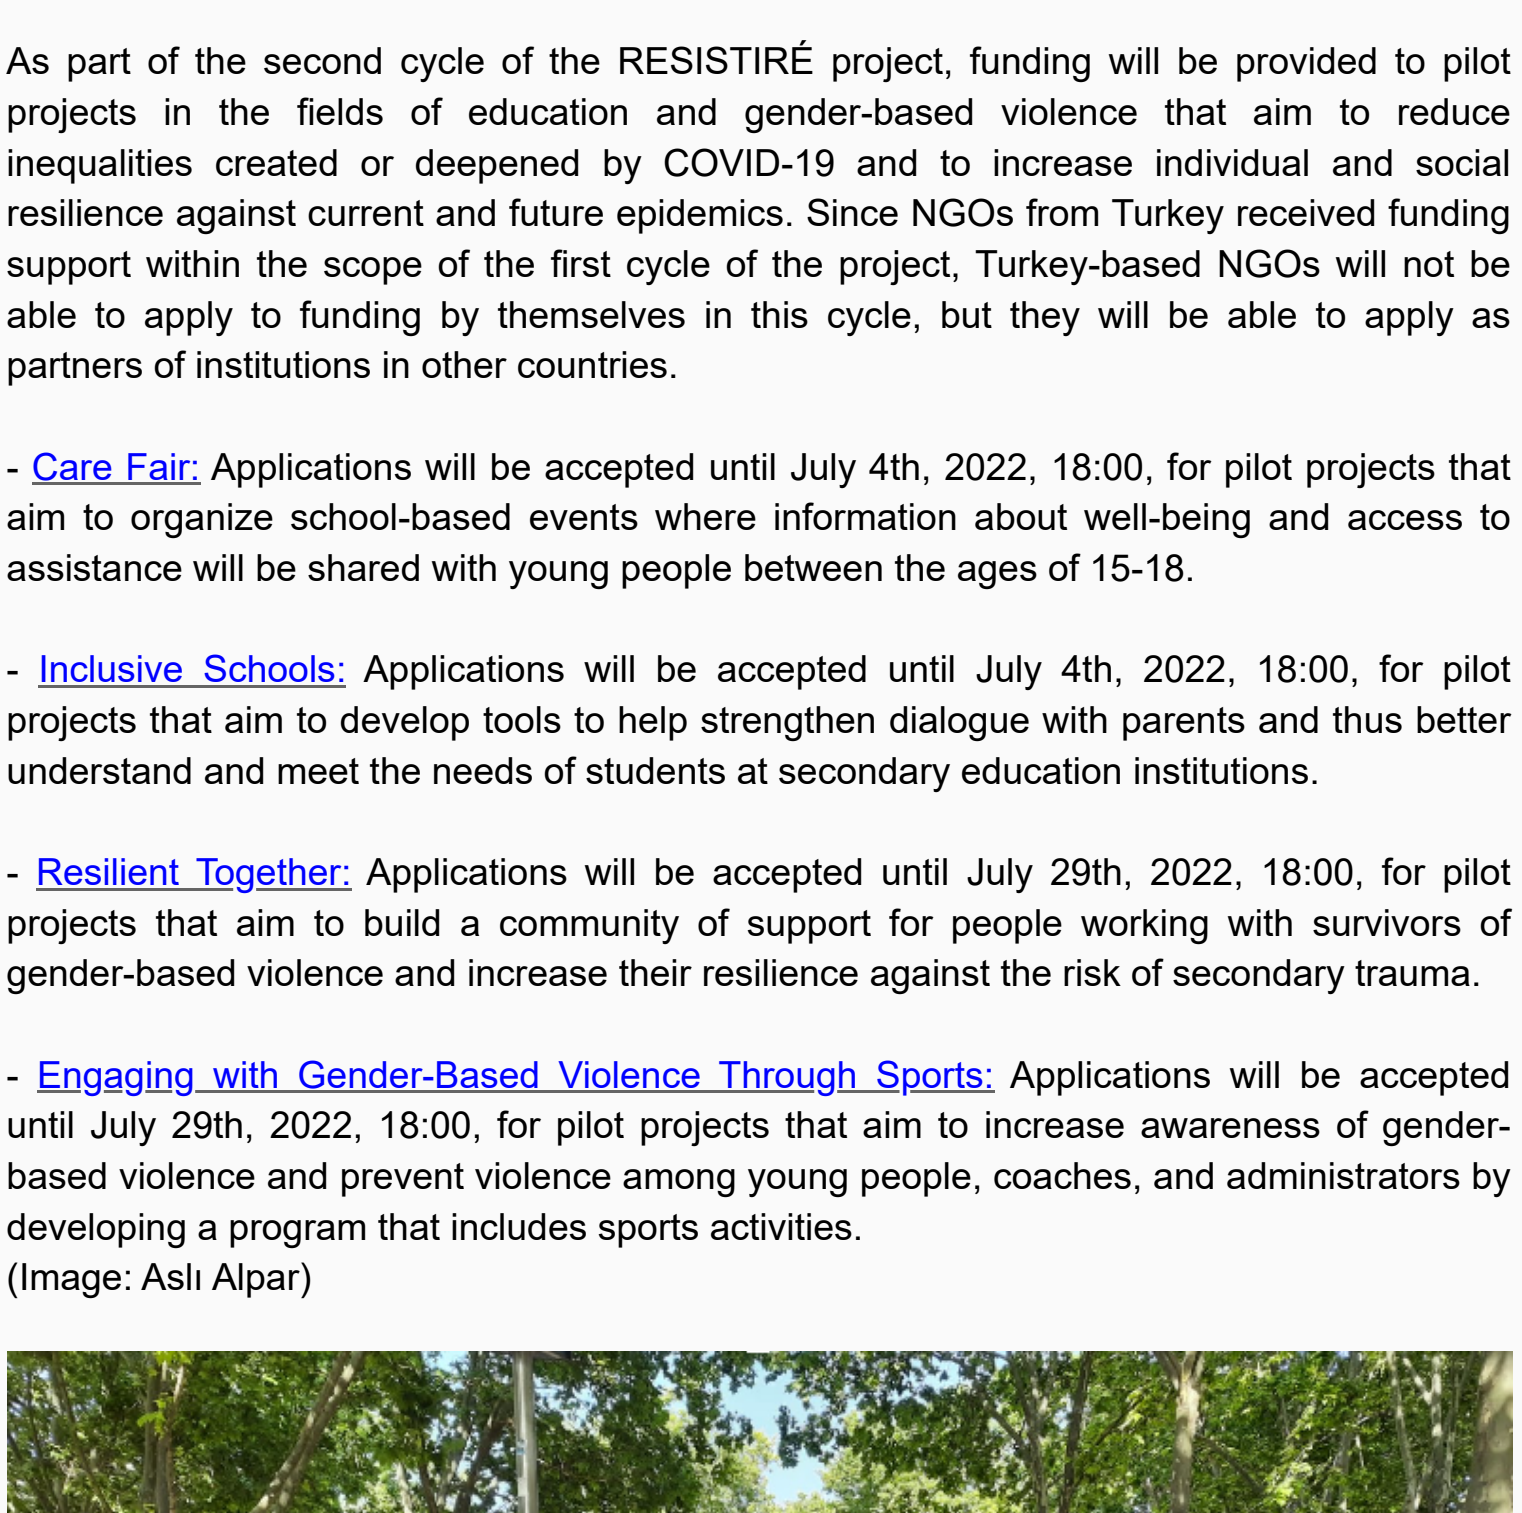 As part of the second cycle of the RESISTIRÉ project, funding will be provided to pilot
projects in the fields of education and gender-based violence that aim to reduce
inequalities created or deepened by COVID-19 and to increase individual and social
resilience against current and future epidemics. Since NGOs from Turkey received funding
support within the scope of the first cycle of the project, Turkey-based NGOs will not be
able to apply to funding by themselves in this cycle, but they will be able to apply as
partners of institutions in other countries.
- Care Fair: Applications will be accepted until July 4th, 2022, 18:00, for pilot projects that
aim to organize school-based events where information about well-being and access to
assistance will be shared with young people between the ages of 15-18.
- Inclusive Schools: Applications will be accepted until July 4th, 2022, 18:00, for pilot
projects that aim to develop tools to help strengthen dialogue with parents and thus better
understand and meet the needs of students at secondary education institutions.
- Resilient Together: Applications will be accepted until July 29th, 2022, 18:00, for pilot
projects that aim to build a community of support for people working with survivors of
gender-based violence and increase their resilience against the risk of secondary trauma.
- Engaging with Gender-Based Violence Through Sports: Applications will be accepted
until July 29th, 2022, 18:00, for pilot projects that aim to increase awareness of gender-
based violence and prevent violence among young people, coaches, and administrators by
developing a program that includes sports activities.
(Image: Aslı Alpar)